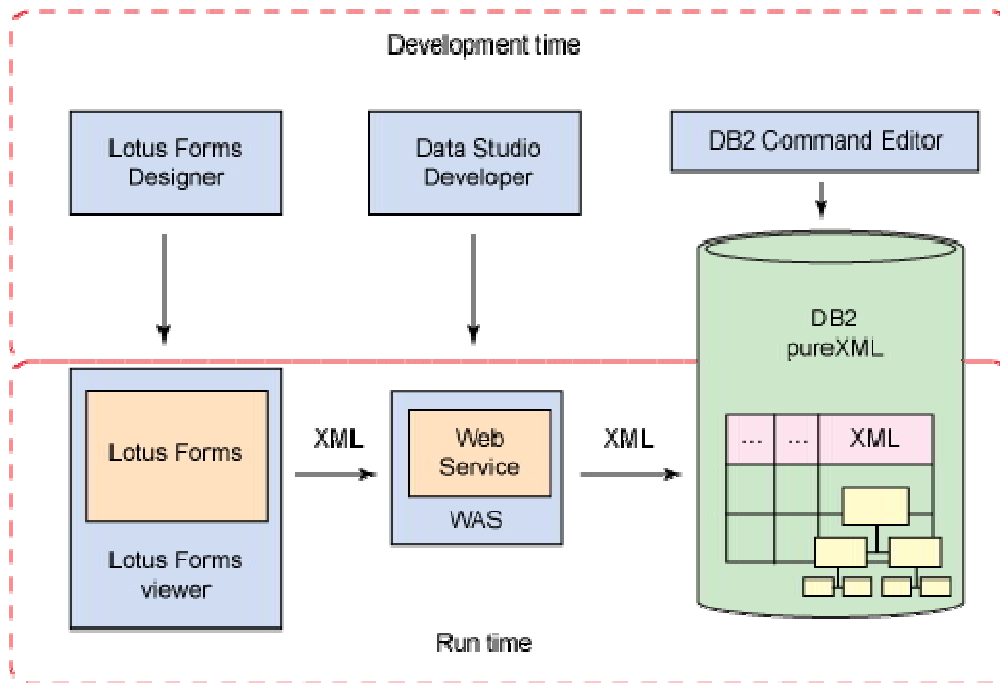 Development time
Lotus Forms
Designer
Data Studio
Developer
DB2 Command Editor
DB2
pureXML
... ... XML
Lotus Forms
Lotus Forms
viewer
XML
Web
Service
WAS
XML
Run time